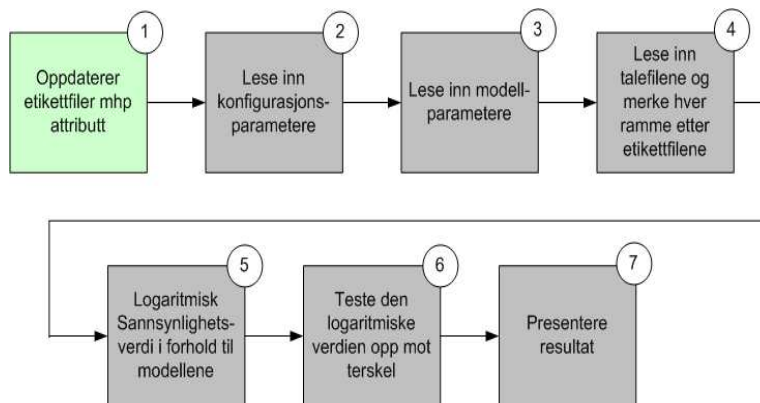 1
Oppdaterer
etikettfiler mhp
attributt
2
Lese inn
konfigurasjons-
parametere
3
Lese inn modell-
parametere
4
Lese inn
talefilene og
merke hver
ramme etter
etikettfilene
5
Logaritmisk
Sannsynlighets-
verdi i forhold til
modellene
6
Teste den
logaritmiske
verdien opp mot
terskel
7
Presentere
resultat